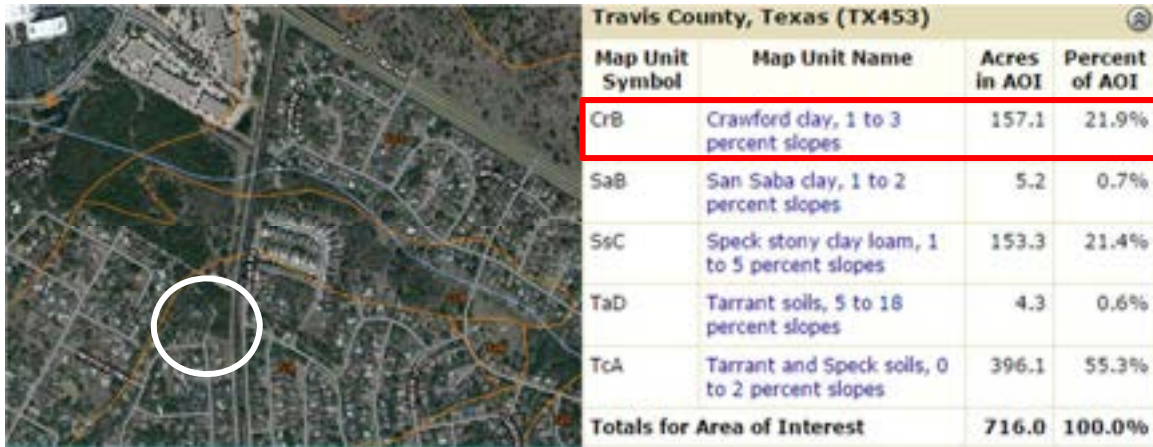 Travis County, Texas (TX453)
Map Unit Symbol Map Unit Name Acres in AOI Percent of AOI
CrB Crawford clay, 1 to 3 percent slopes 157.1 21.9%
SaB San Saba clay, 1 to 2 percent slopes 5.2 0.7%
SsC Speck stony clay loam, 1 to 5 percent slopes 153.3 21.4%
TaD Tarrant soils, 5 to 18 percent slopes 4.3 0.6%
TcA Tarrant and Speck soils, 0 to 2 percent slopes 396.1 55.3%
Totals for Area of Interest 716.0 100.0%